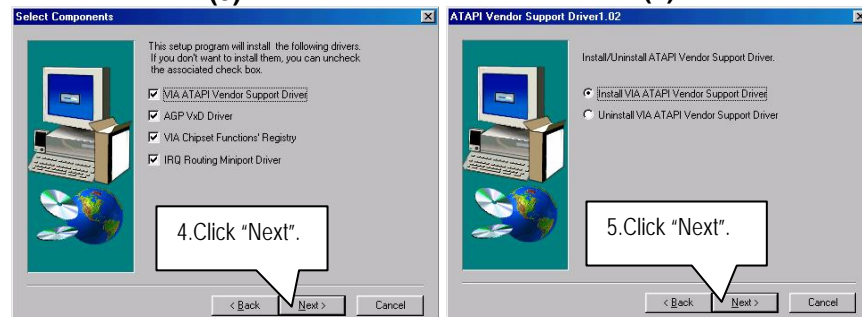 Select Components
This setup program will install the following drivers.
If you don't want to install them, you can uncheck
the associated check box.
VIA ATAPI Vendor Support Driver
AGP VxD Driver
VIA Chipset Functions' Registry
IRQ Routing Miniport Driver
4.Click “Next”.
< Back
Next >
Cancel
ATAPI Vendor Support Driver1.02
Install/Uninstall ATAPI Vendor Support Driver.
Install VIA ATAPI Vendor Support Driver
Uninstall VIA ATAPI Vendor Support Driver
5.Click “Next”.
< Back
Next >
Cancel